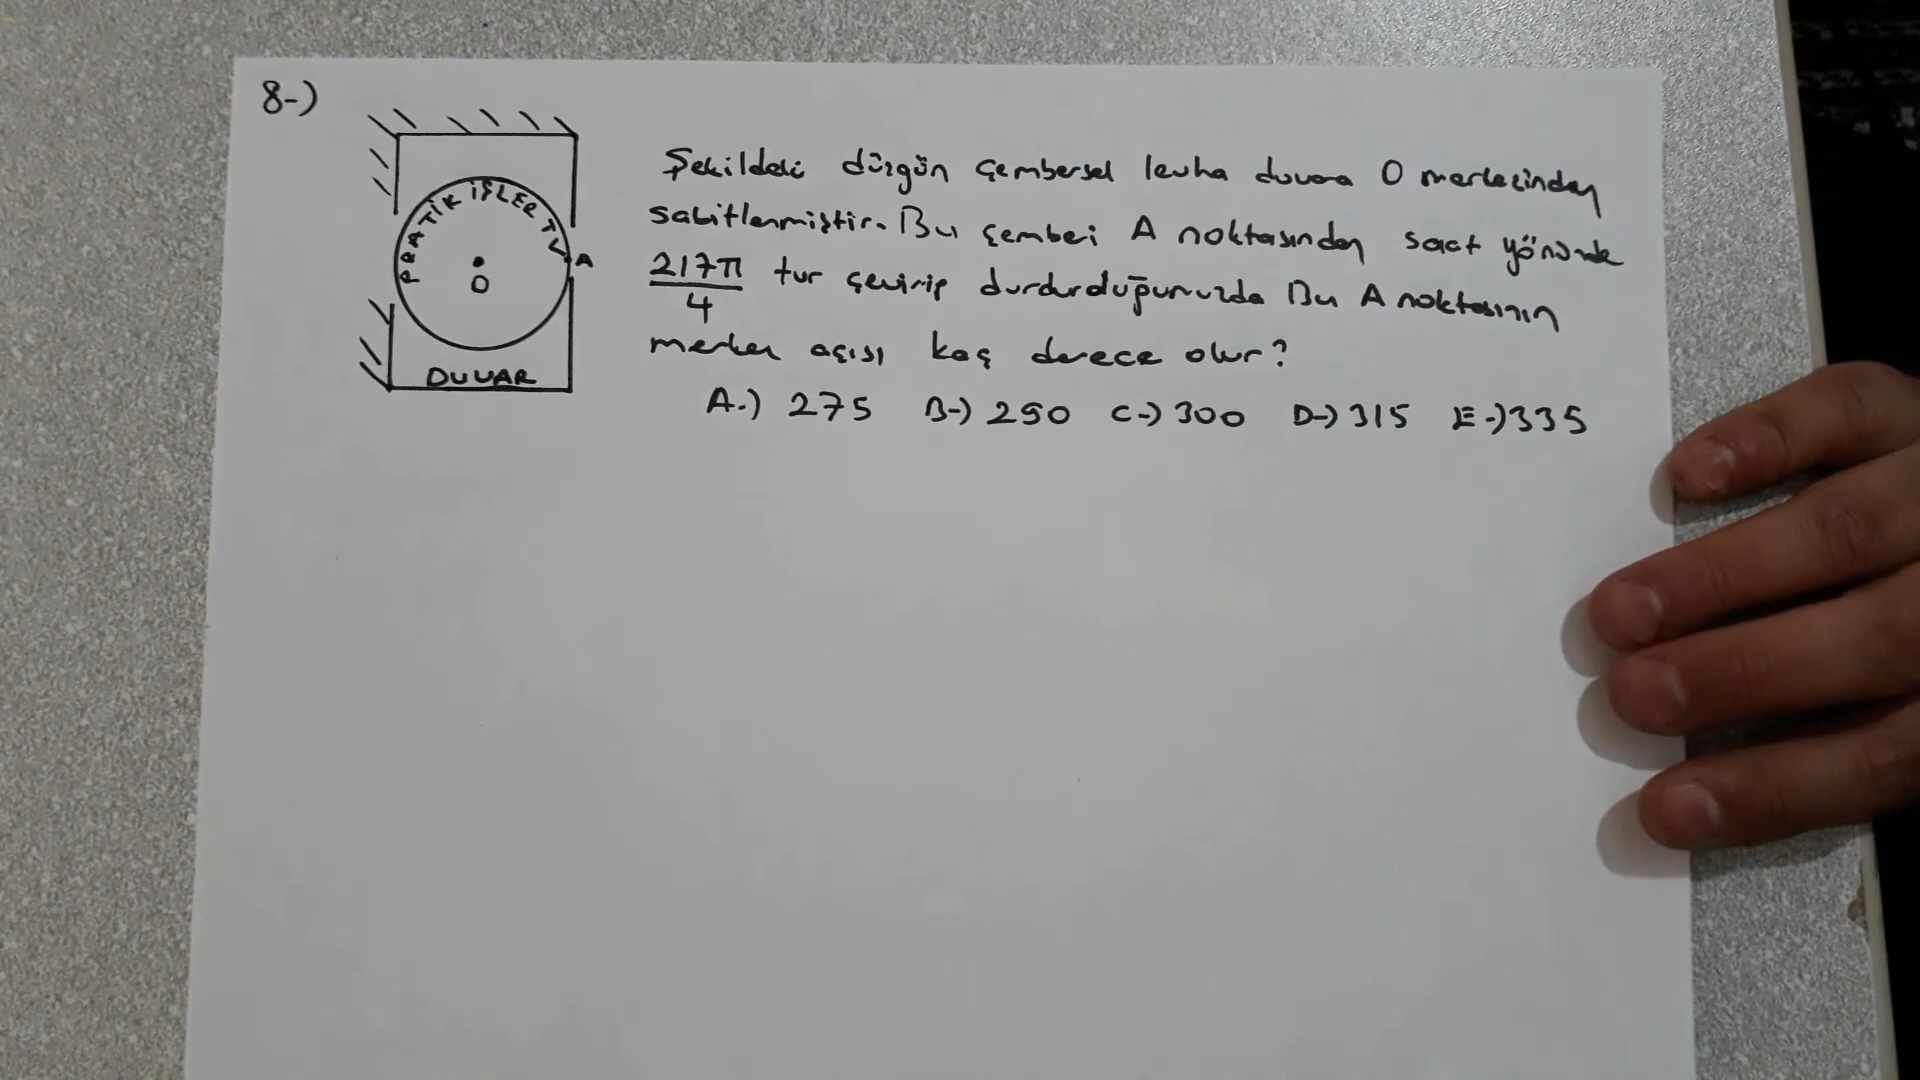 8-)
PRATİK İŞLER TV
A
O
DUVAR
Şekildeki düzgün çembersel levha duvara O merkezinden
sabitlenmiştir. Bu çemberi A noktasından saat yönünde
217π/4 tur çevirip durdurduğumuzda Bu A noktasının
merkez açısı kaç derece olur?
A-) 275 B-) 290 C-) 300 D-) 315 E-) 335